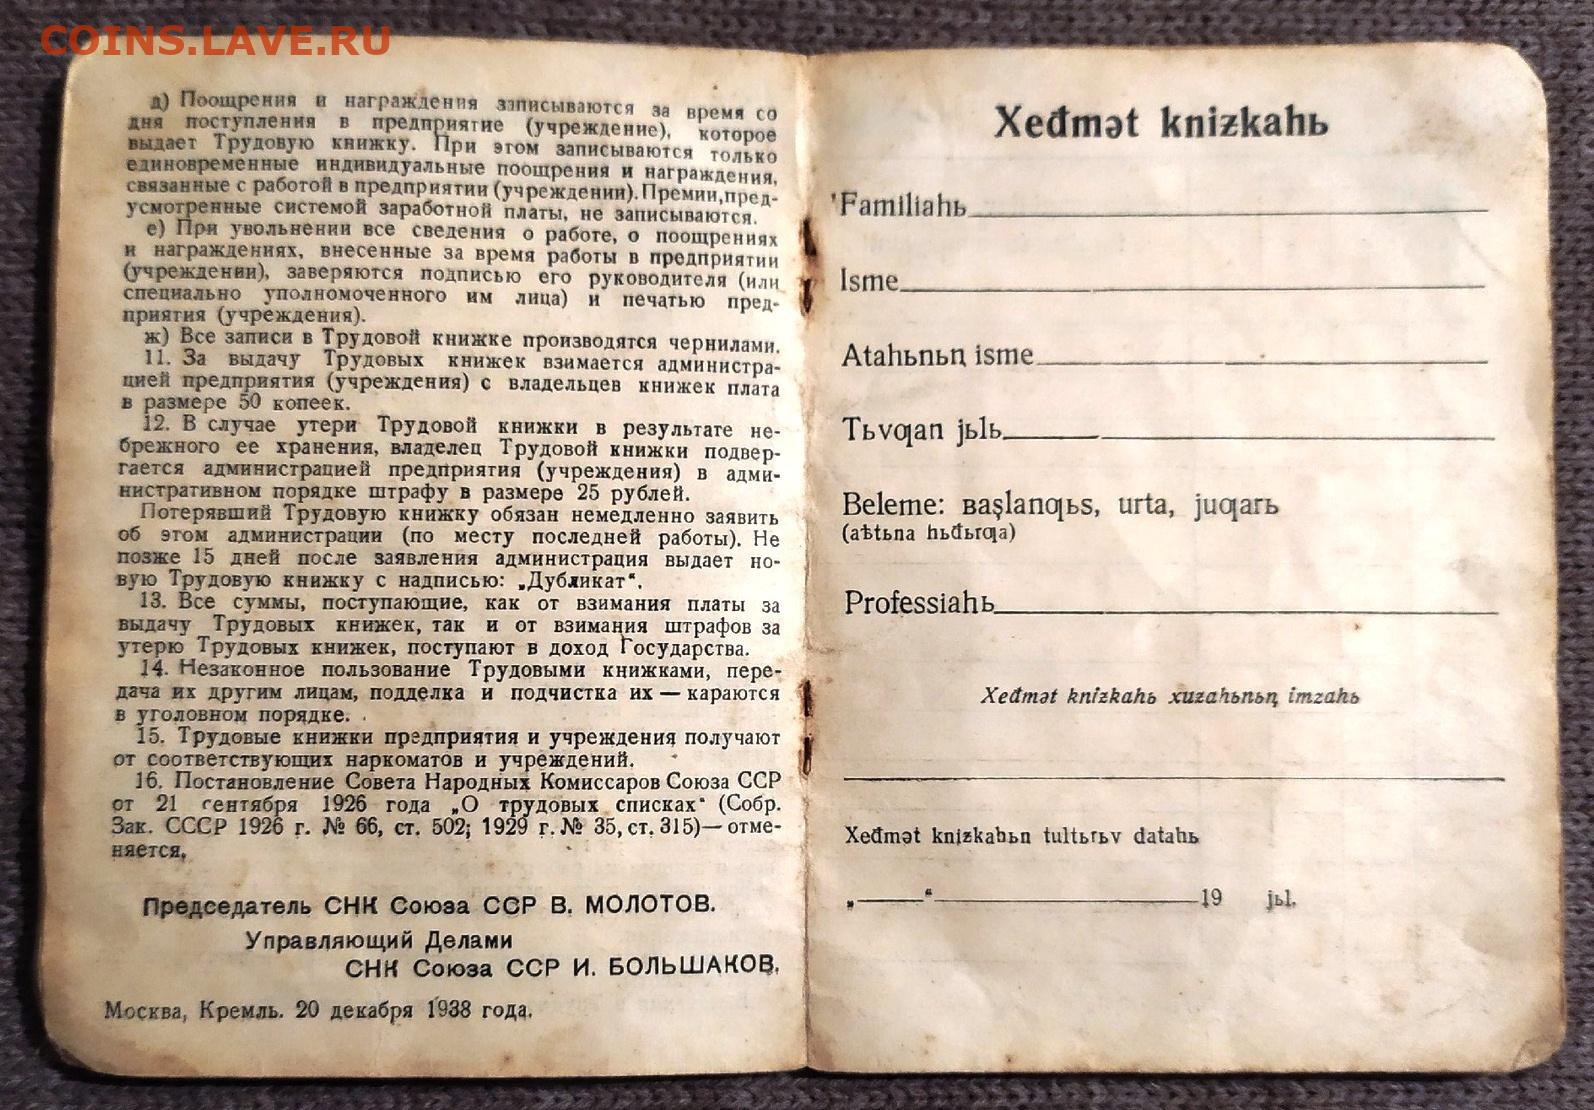 COINS.LAVE.RU
д) Поощрения и награждения записываются за время со
дня поступления в предприятие (учреждение), которое
выдает Трудовую книжку. При этом записываются только
единовременные индивидуальные поощрения и награждения,
связанные с работой в предприятии (учреждении). Премии, пред-
усмотренные системой заработной платы, не записываются.
е) При увольнении все сведения о работе, о поощрениях
и награждениях, внесенные за время работы в предприятии
(учреждении), заверяются подписью его руководителя (или
специально уполномоченного им лица) и печатью пред-
приятия (учреждения).
ж) Все записи в Трудовой книжке производятся чернилами.
11. За выдачу Трудовых книжек взимается администра-
цией предприятия (учреждения) с владельцев книжек плата
в размере 50 копеек.
12. В случае утери Трудовой книжки в результате не-
брежного ее хранения, владелец Трудовой книжки подвер-
гается администрацией предприятия (учреждения) в адми-
нистративном порядке штрафу в размере 25 рублей.
Потерявший Трудовую книжку обязан немедленно заявить
об этом администрации (по месту последней работы). Не
позже 15 дней после заявления администрация выдает но-
вую Трудовую книжку с надписью: „Дубликат“.
13. Все суммы, поступающие, как от взимания платы за
выдачу Трудовых книжек, так и от взимания штрафов за
утерю Трудовых книжек, поступают в доход Государства.
14. Незаконное пользование Трудовыми книжками, пере-
дача их другим лицам, подделка и подчистка их — караются
в уголовном порядке.
15. Трудовые книжки предприятия и учреждения получают
от соответствующих наркоматов и учреждений.
16. Постановление Совета Народных Комиссаров Союза ССР
от 21 сентября 1926 года „О трудовых списках“ (Собр.
Зак. СССР 1926 г. № 66, ст. 502; 1929 г. № 35, ст. 315) — отме-
няется.
Председатель СНК Союза ССР В. МОЛОТОВ.
Управляющий Делами
СНК Союза ССР И. БОЛЬШАКОВ.
Москва, Кремль. 20 декабря 1938 года.
Xeđmət kniƶkahь
Familiahь
Isme
Atahьnьꞑ isme
Tьvƣan jьlь
Beleme: ʙaşlanƣьs, urta, juƣarь
(aѣtьna hьđьrƣa)
Professiahь
Xeđmət kniƶkahь xuƶahьnьꞑ imzahь
Xeđmət kniƶkahьn tultьrьv datahь
„ “ 19 jьl.